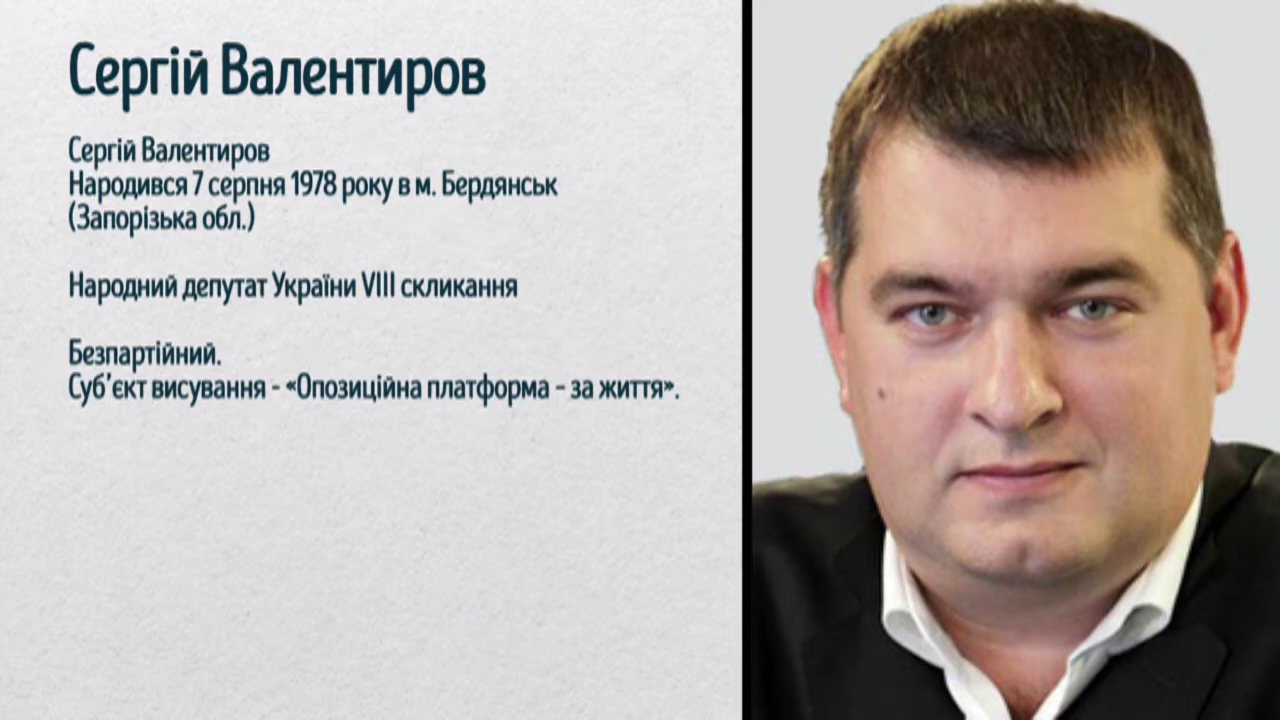 Сергій Валентиров
Сергій Валентиров
Народився 7 серпня 1978 року в м. Бердянськ
(Запорізька обл.)
Народний депутат України VIII скликання
Безпартійний.
Суб’єкт висування - «Опозиційна платформа - за життя».